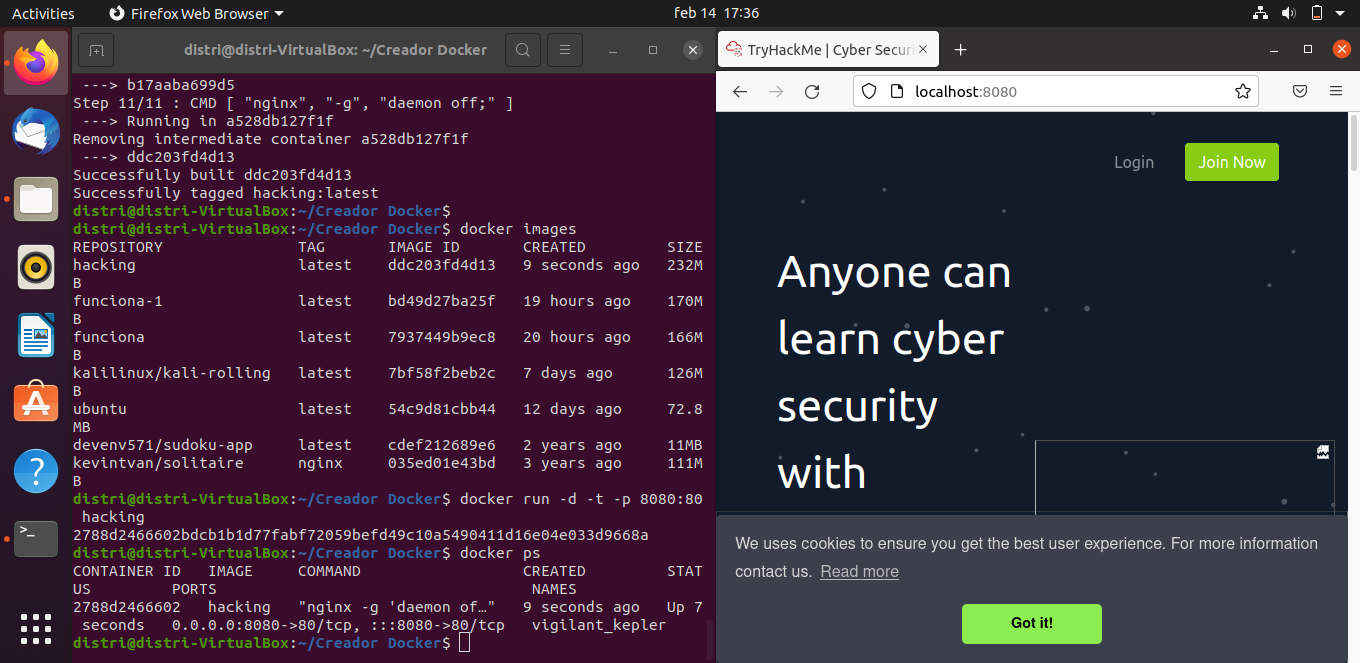 Activities
Firefox Web Browser
feb 14 17:36
distri@distri-VirtualBox: ~/Creador Docker
---> b17aaba699d5
Step 11/11 : CMD [ "nginx", "-g", "daemon off;" ]
---> Running in a528db127f1f
Removing intermediate container a528db127f1f
---> ddc203fd4d13
Successfully built ddc203fd4d13
Successfully tagged hacking:latest
distri@distri-VirtualBox:~/Creador Docker$
distri@distri-VirtualBox:~/Creador Docker$ docker images
REPOSITORY TAG IMAGE ID CREATED SIZE
hacking latest ddc203fd4d13 9 seconds ago 232M
B
funciona-1 latest bd49d27ba25f 19 hours ago 170M
B
funciona latest 7937449b9ec8 20 hours ago 166M
B
kalilinux/kali-rolling latest 7bf58f2beb2c 7 days ago 126M
B
ubuntu latest 54c9d81cbb44 12 days ago 72.8
MB
devenv571/sudoku-app latest cdef212689e6 2 years ago 11MB
kevintvan/solitaire nginx 035ed01e43bd 3 years ago 111M
B
distri@distri-VirtualBox:~/Creador Docker$ docker run -d -t -p 8080:80
hacking
2788d2466602bdcb1b1d77fabf72059befd49c10a5490411d16e04e033d9668a
distri@distri-VirtualBox:~/Creador Docker$ docker ps
CONTAINER ID IMAGE COMMAND CREATED STAT
US PORTS NAMES
2788d2466602 hacking "nginx -g 'daemon of…" 9 seconds ago Up 7
seconds 0.0.0.0:8080->80/tcp, :::8080->80/tcp vigilant_kepler
distri@distri-VirtualBox:~/Creador Docker$
TryHackMe | Cyber Securi
localhost:8080
Login
Join Now
Anyone can
learn cyber
security
with
We uses cookies to ensure you get the best user experience. For more information
contact us. Read more
Got it!